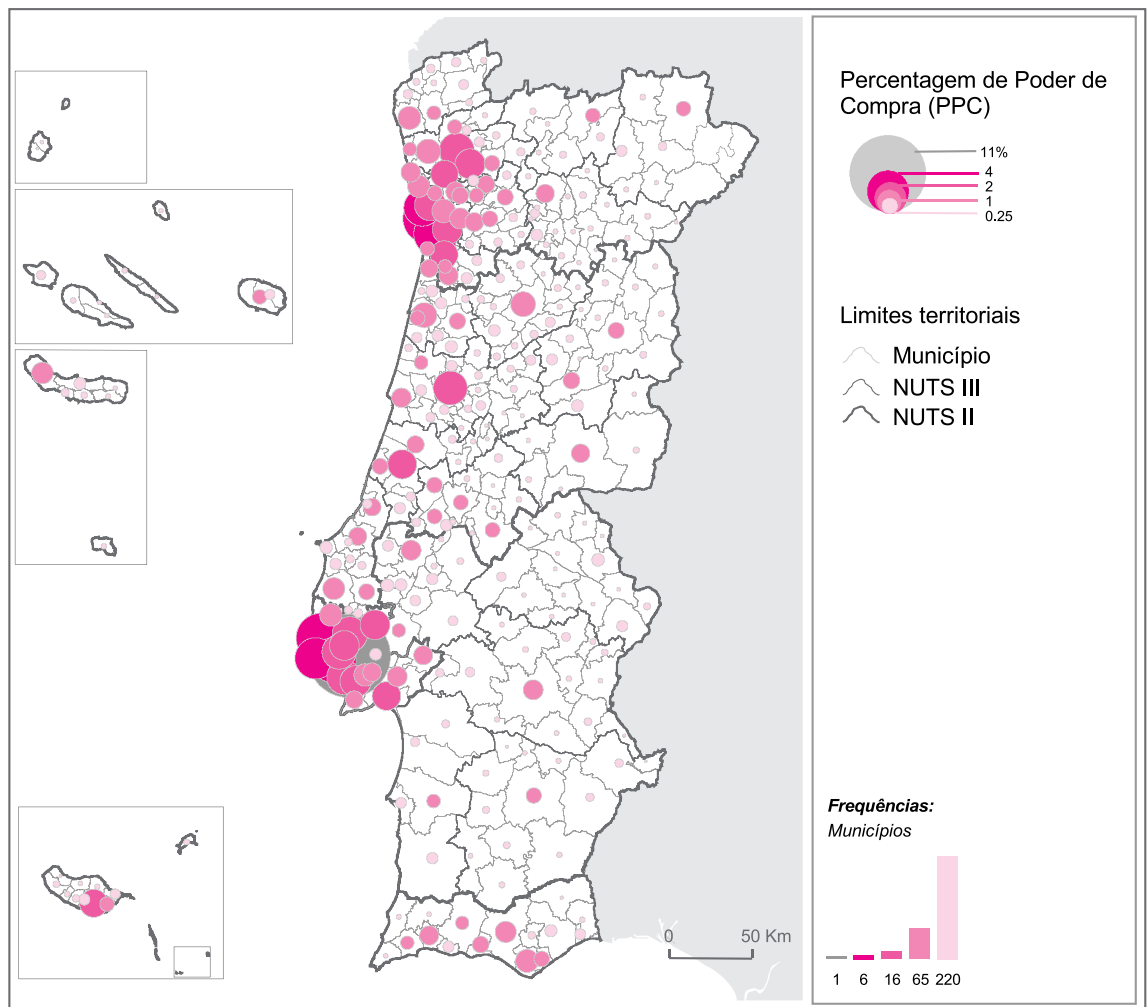 Percentagem de Poder de
Compra (PPC)
11%
4
2
1
0.25
Limites territoriais
Município
NUTS III
NUTS II
Frequências:
Municípios
1 6 16 65 220
0 50 Km